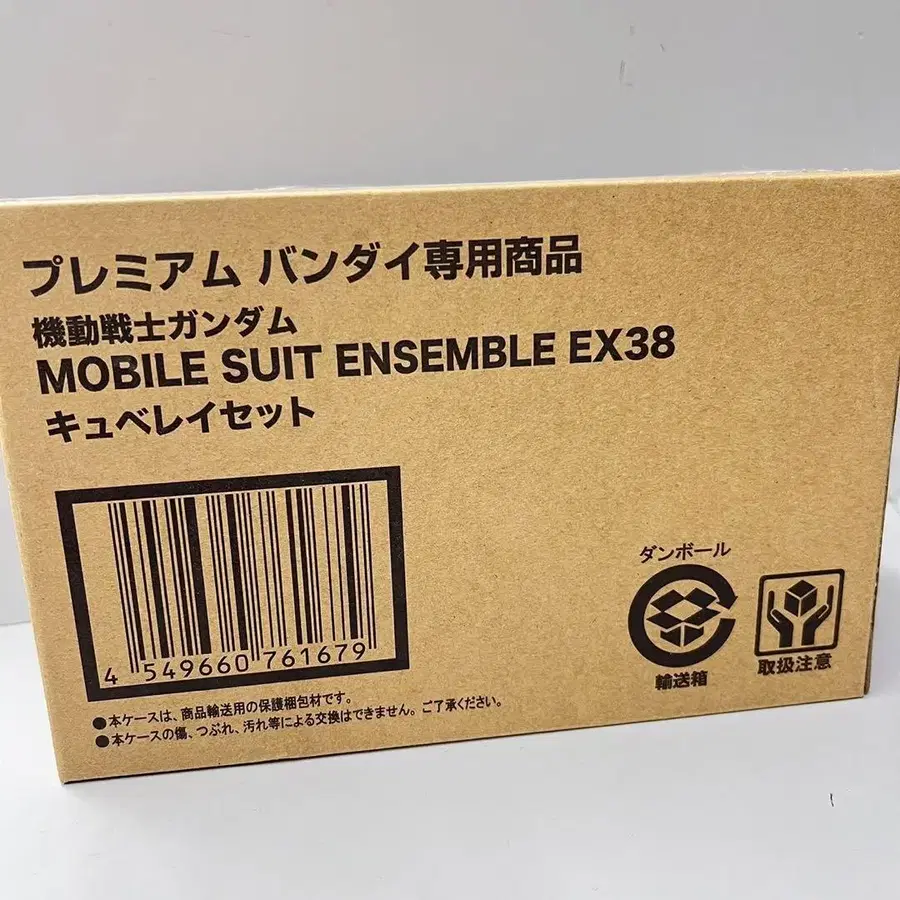 プレミアム バンダイ専用商品
機動戦士ガンダム
MOBILE SUIT ENSEMBLE EX38
キュベレイセット
4 549660 761679
ダンボール
輸送箱
取扱注意
●本ケースは、商品輸送用の保護梱包材です。
●本ケースの傷、つぶれ、汚れ等による交換はできません。ご了承ください。